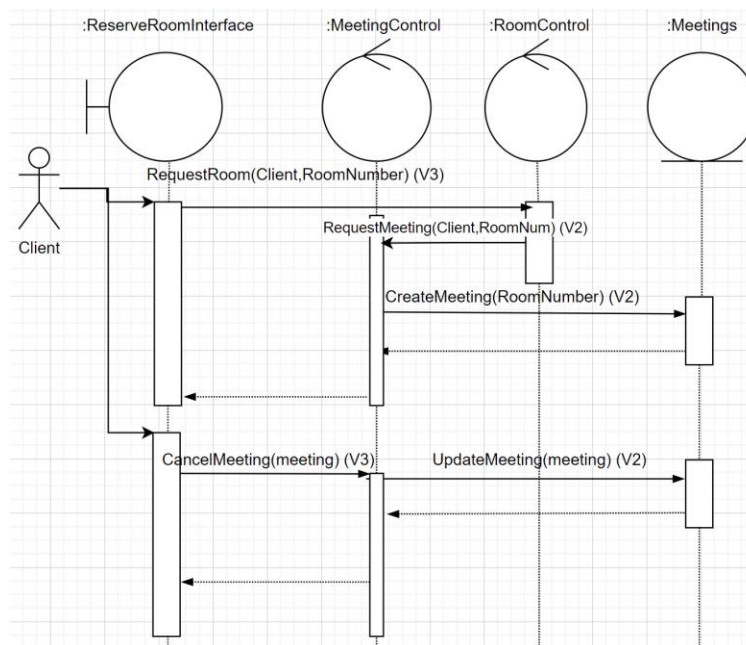 :ReserveRoomInterface
:MeetingControl
:RoomControl
:Meetings
RequestRoom(Client,RoomNumber) (V3)
Client
RequestMeeting(Client,RoomNum) (V2)
CreateMeeting(RoomNumber) (V2)
CancelMeeting(meeting) (V3)
UpdateMeeting(meeting) (V2)